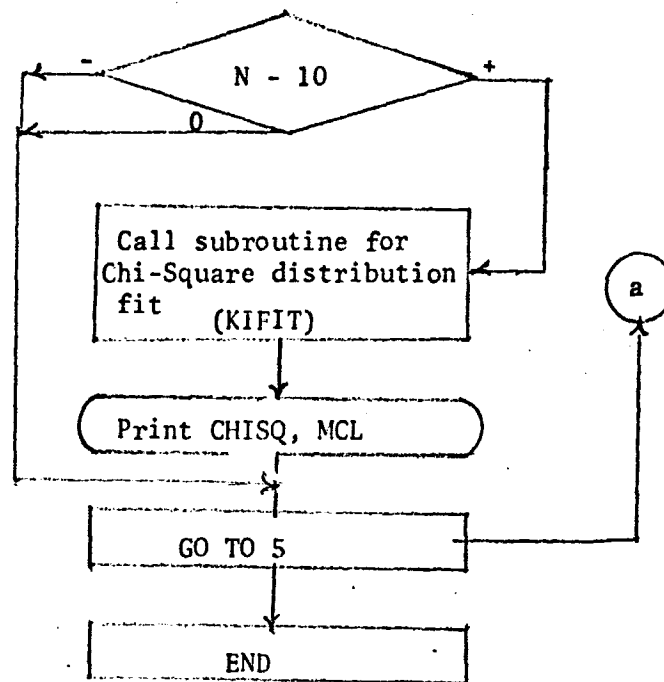 -
N - 10
+
0
Call subroutine for
Chi-Square distribution
fit
(KIFIT)
a
Print CHISQ, MCL
GO TO 5
END